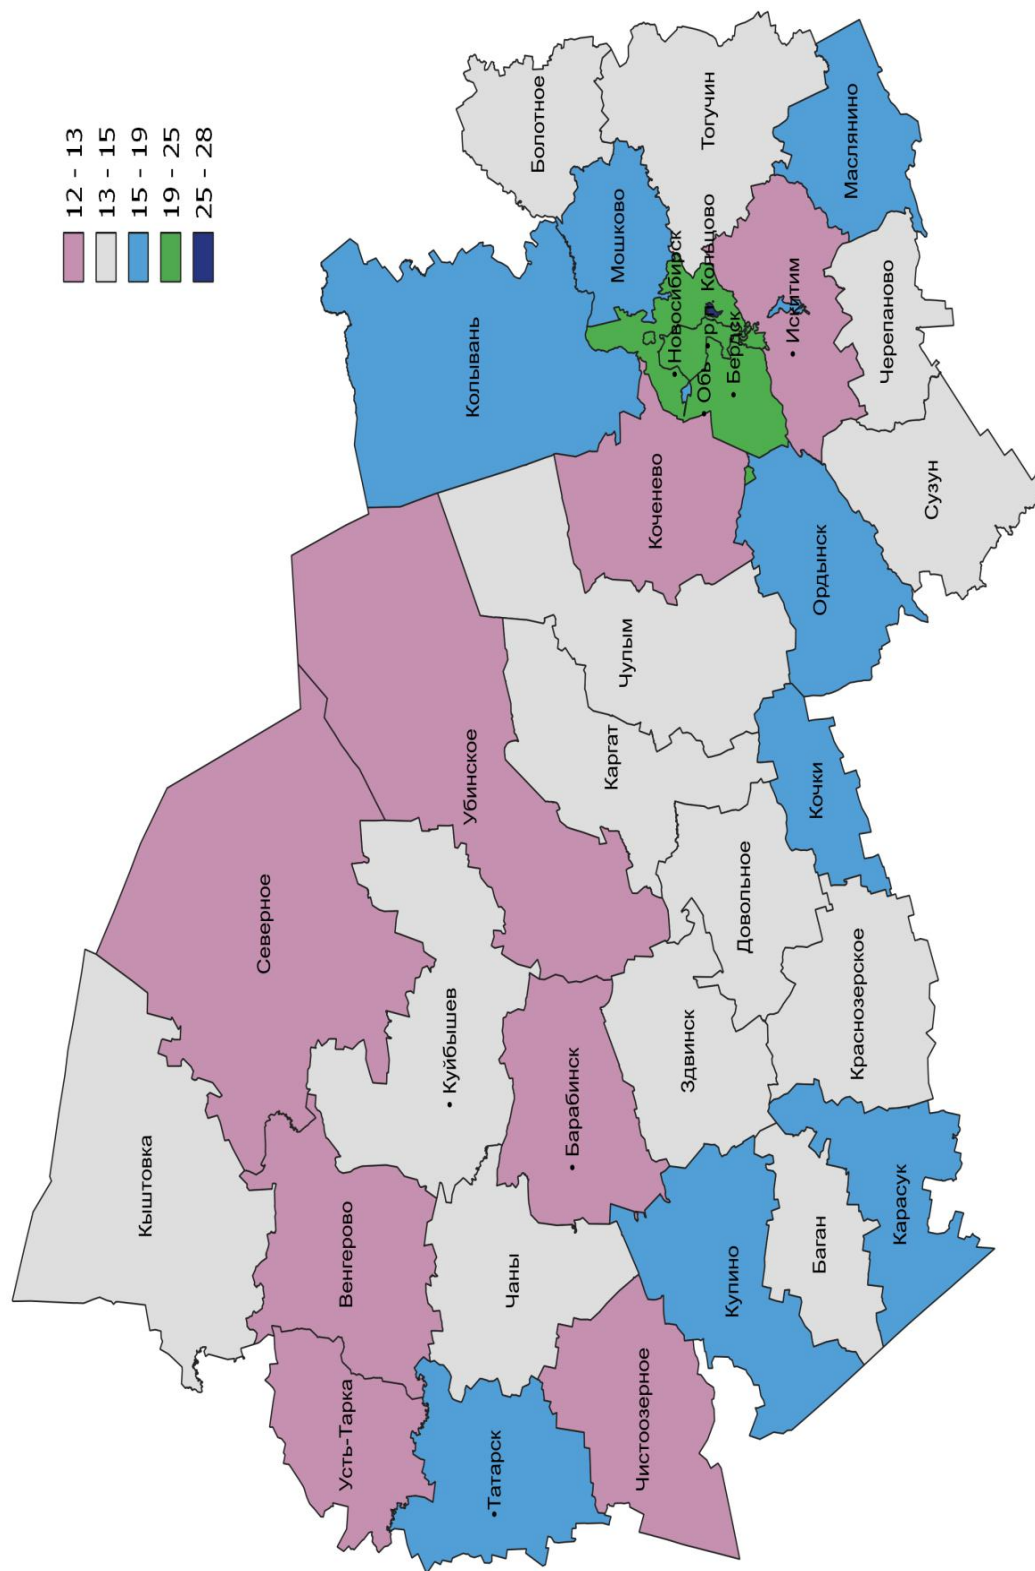 12 - 13
13 - 15
15 - 19
19 - 25
25 - 28
Кыштовка
Северное
Усть-Тарка
Венгерово
Куйбышев
Убинское
Колывань
Болотное
Татарск
Чаны
Барабинск
Каргат
Чулым
Коченево
Мошково
Новосибирск
Обь
р.п. Кольцово
Бердск
Тогучин
Чистоозерное
Купино
Здвинск
Довольное
Кочки
Ордынск
Искитим
Маслянино
Баган
Карасук
Краснозерское
Сузун
Черепаново